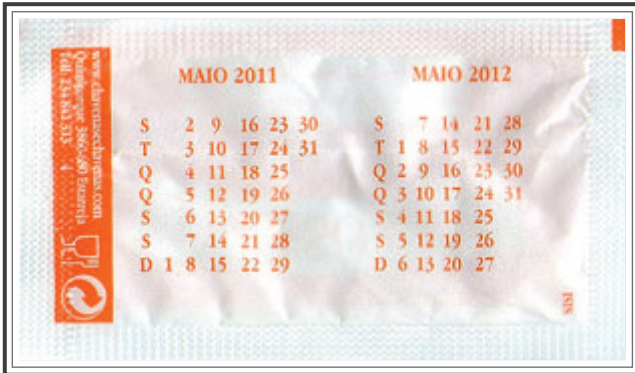 MAIO 2011
S 2 9 16 23 30
T 3 10 17 24 31
Q 4 11 18 25
Q 5 12 19 26
S 6 13 20 27
S 7 14 21 28
D 1 8 15 22 29
MAIO 2012
S 7 14 21 28
T 1 8 15 22 29
Q 2 9 16 23 30
Q 3 10 17 24 31
S 4 11 18 25
S 5 12 19 26
D 6 13 20 27
Estarreja
ISIS